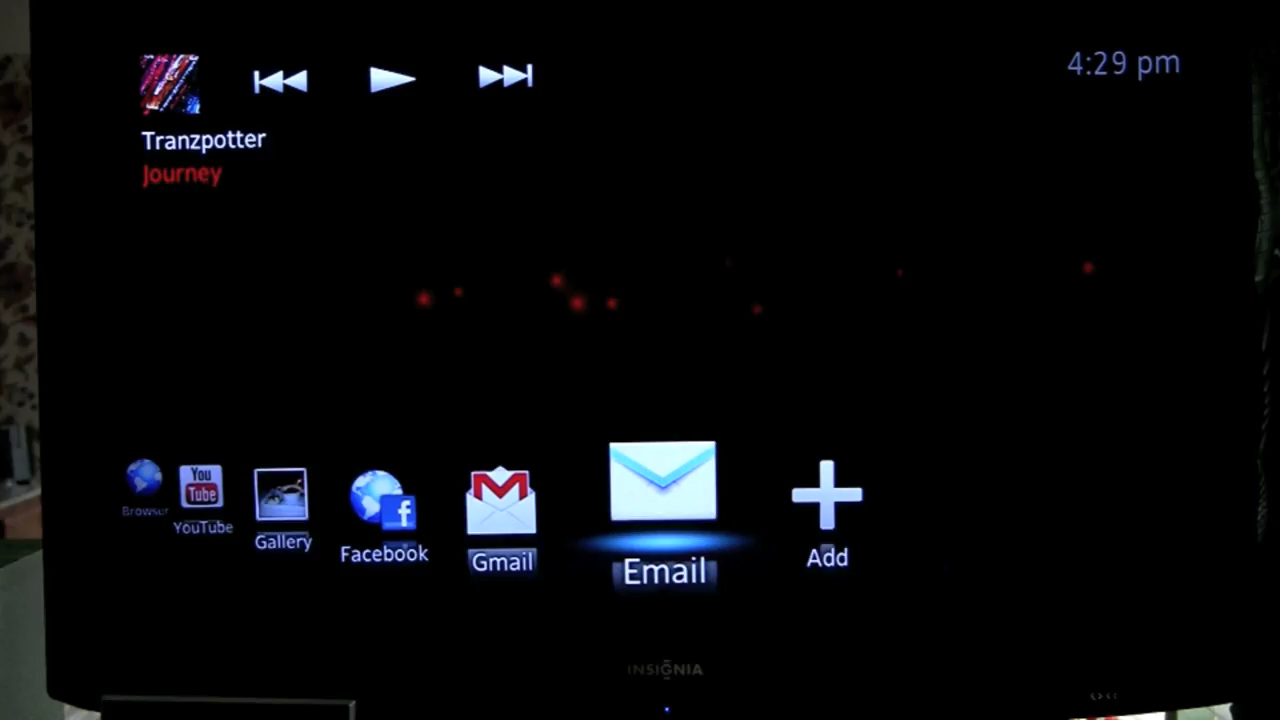 4:29 pm
Tranzpotter
Journey
You
Tube
f
Browser
YouTube
Gallery
Facebook
Gmail
Email
Add
INSIGNIA